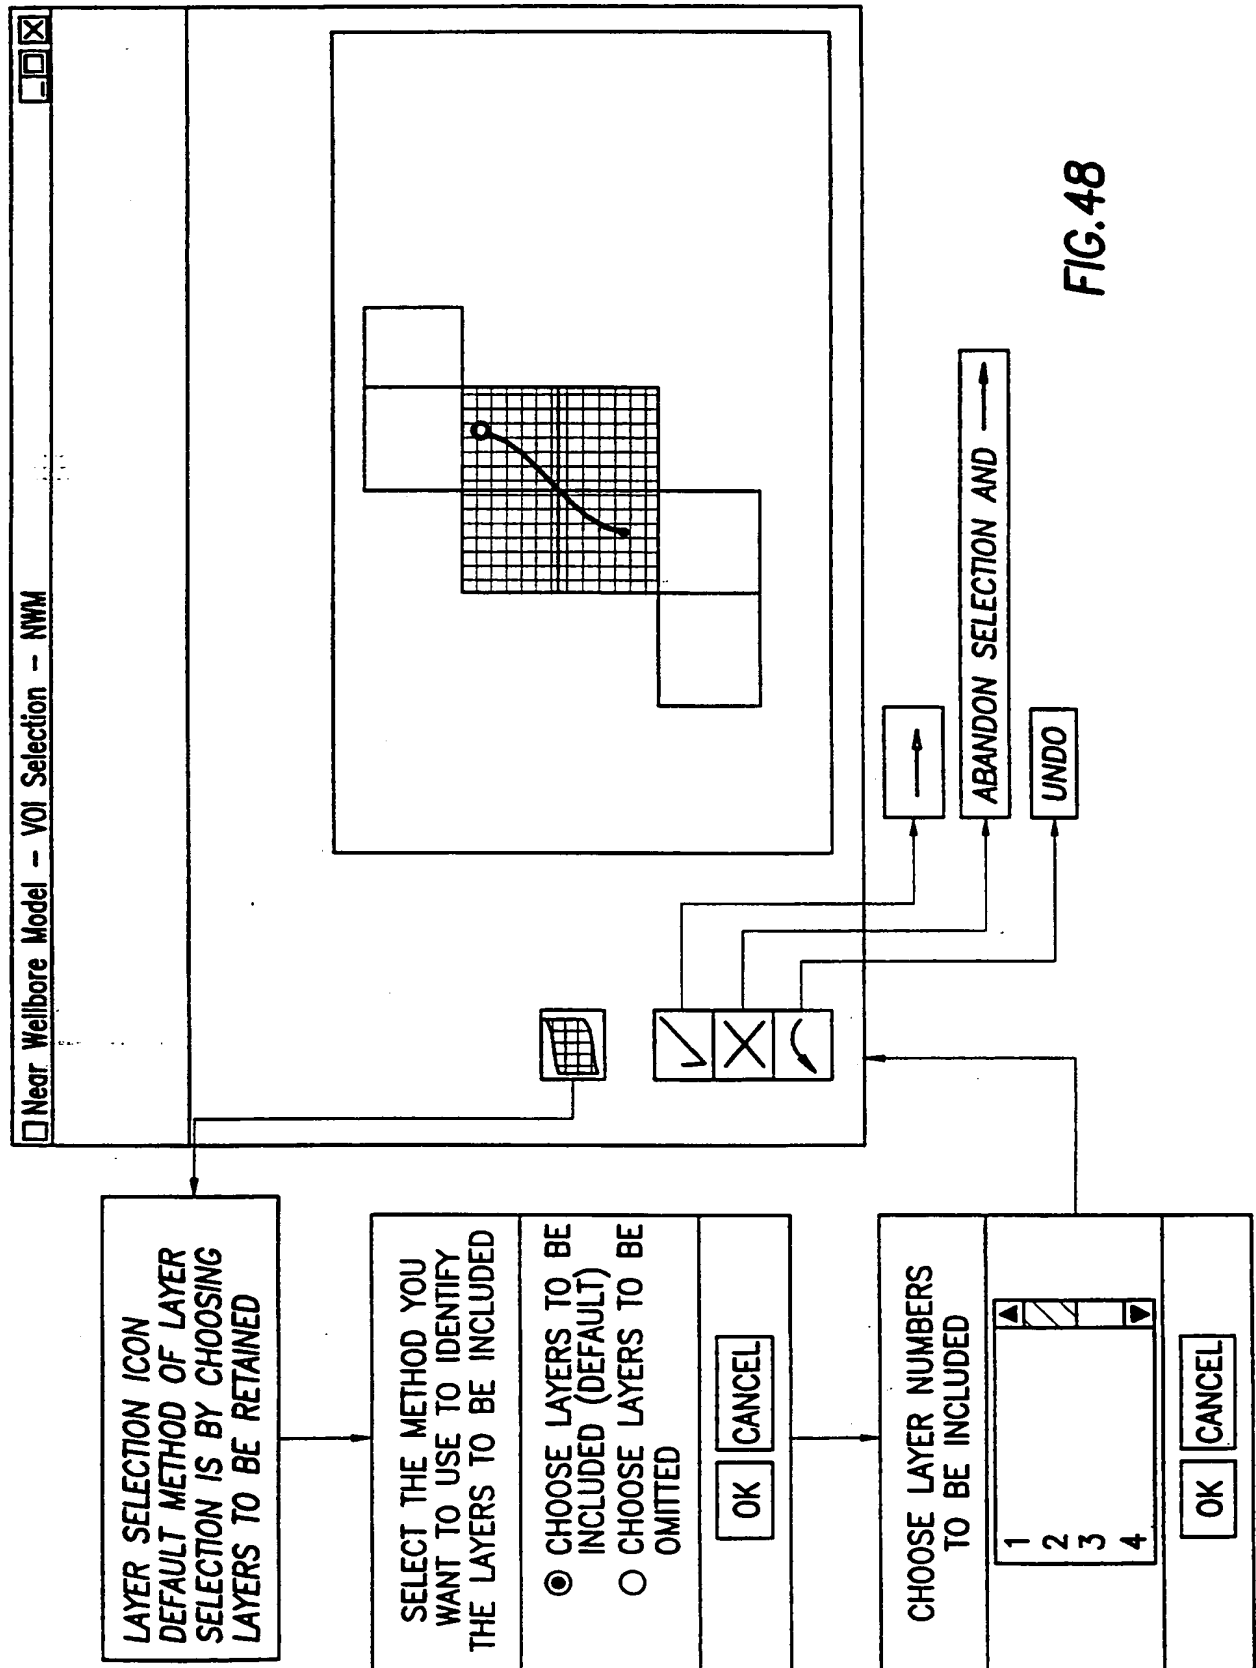 Near Wellbore Model – VOI Selection – NWM
LAYER SELECTION ICON
DEFAULT METHOD OF LAYER
SELECTION IS BY CHOOSING
LAYERS TO BE RETAINED
SELECT THE METHOD YOU
WANT TO USE TO IDENTIFY
THE LAYERS TO BE INCLUDED
CHOOSE LAYERS TO BE
INCLUDED (DEFAULT)
CHOOSE LAYERS TO BE
OMITTED
OK CANCEL
CHOOSE LAYER NUMBERS
TO BE INCLUDED
1
2
3
4
OK CANCEL
ABANDON SELECTION AND
UNDO
FIG.48